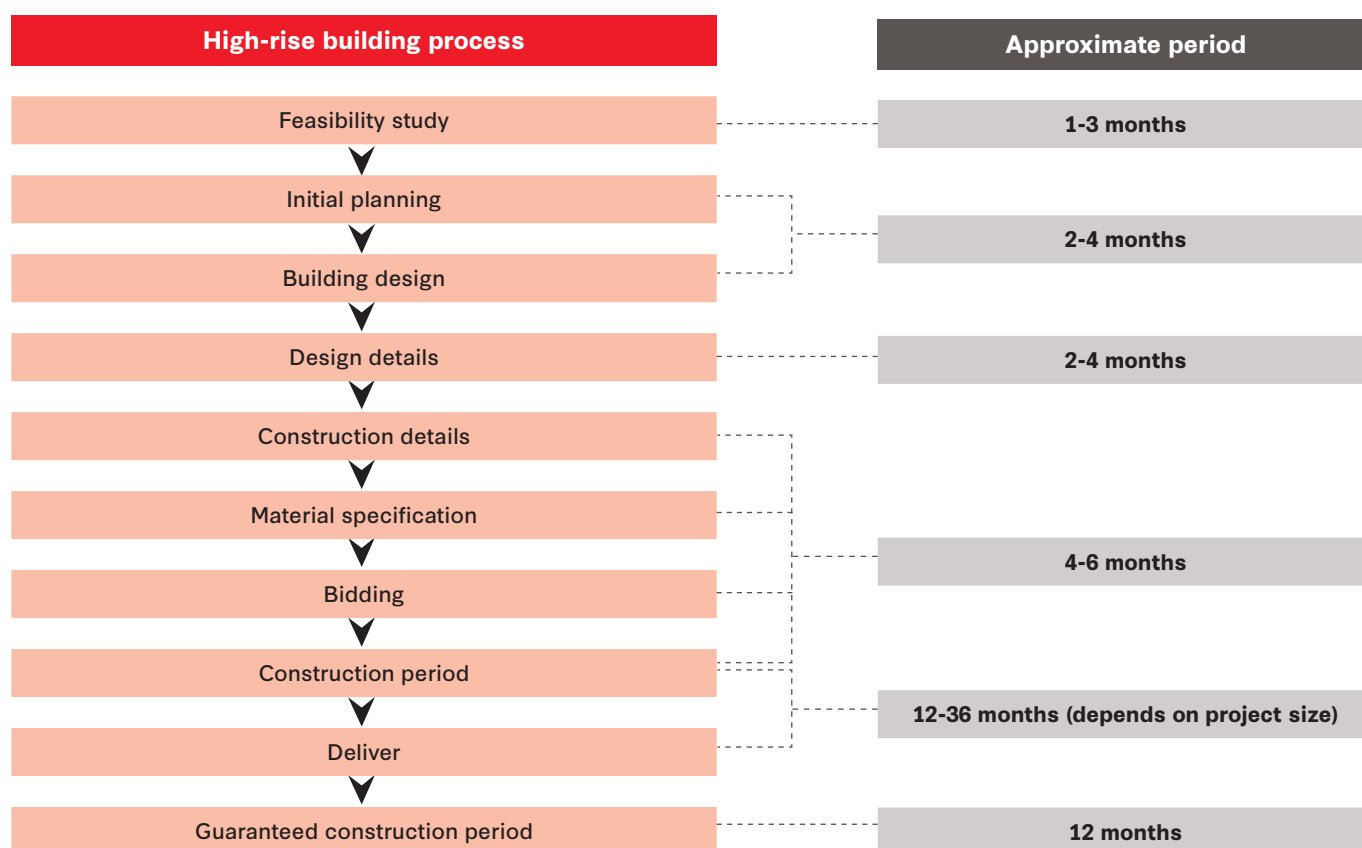 High-rise building process
Approximate period
Feasibility study
1-3 months
Initial planning
2-4 months
Building design
Design details
2-4 months
Construction details
Material specification
4-6 months
Bidding
Construction period
12-36 months (depends on project size)
Deliver
Guaranteed construction period
12 months